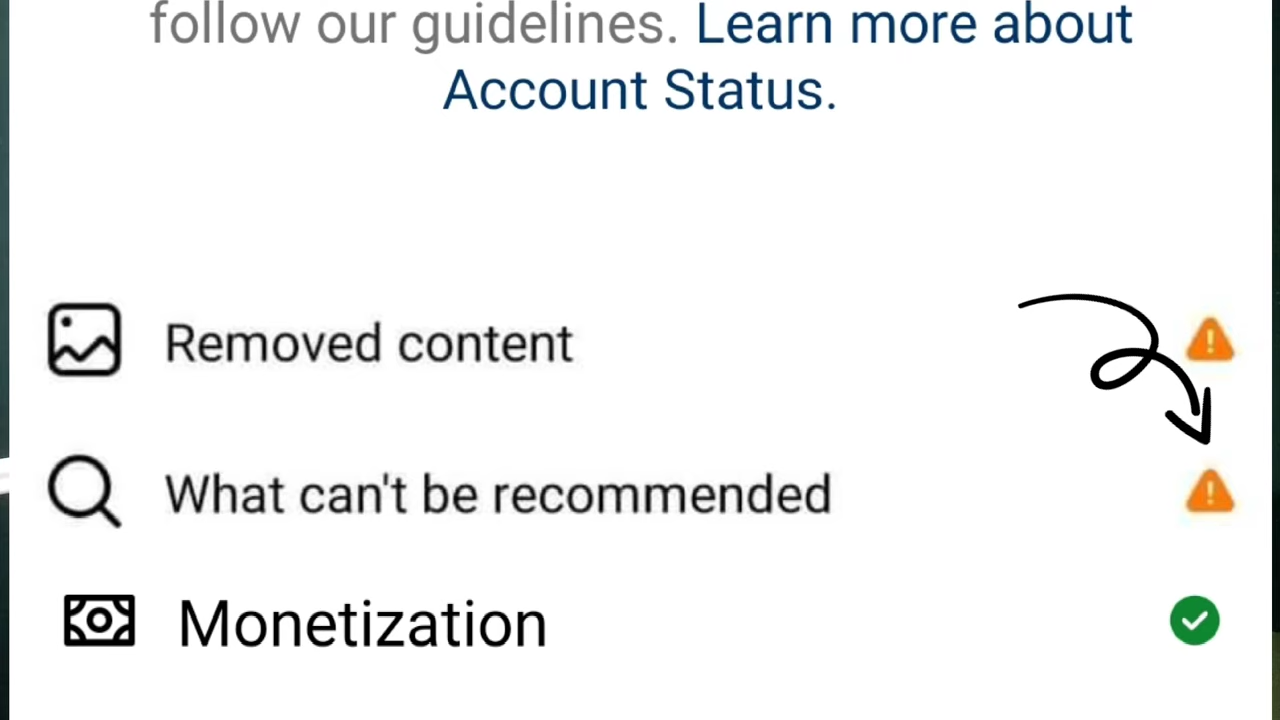 follow our guidelines. Learn more about
Account Status.
Removed content
What can't be recommended
Monetization